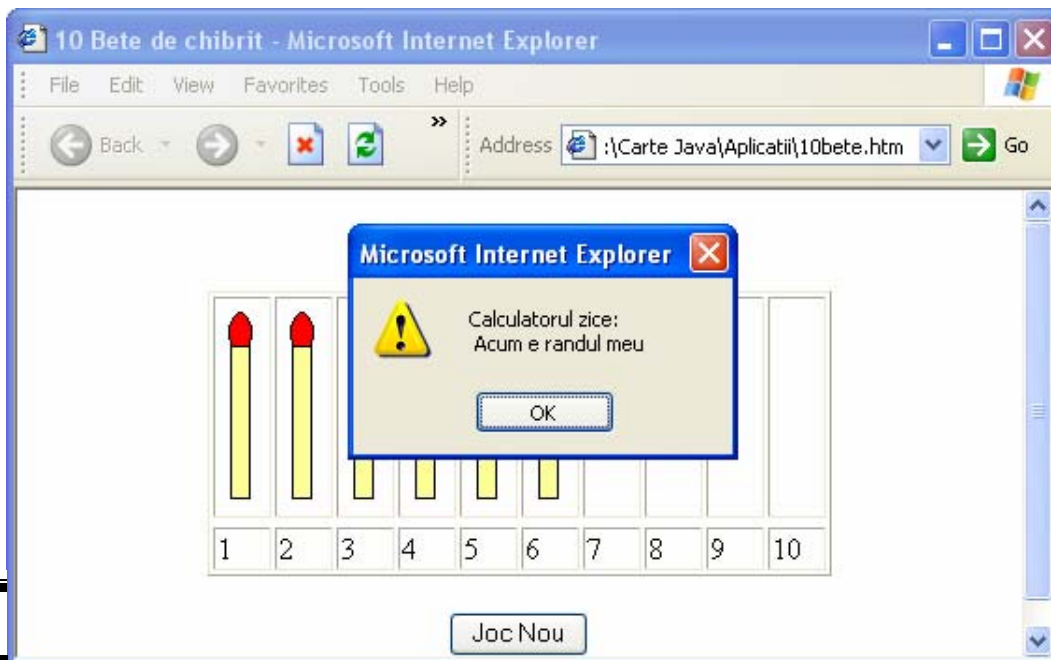 10 Bete de chibrit - Microsoft Internet Explorer
File Edit View Favorites Tools Help
Back » Address :\Carte Java\Aplicatii\10bete.htm Go
Microsoft Internet Explorer
Calculatorul zice:
Acum e randul meu
OK
1 2 3 4 5 6 7 8 9 10
Joc Nou